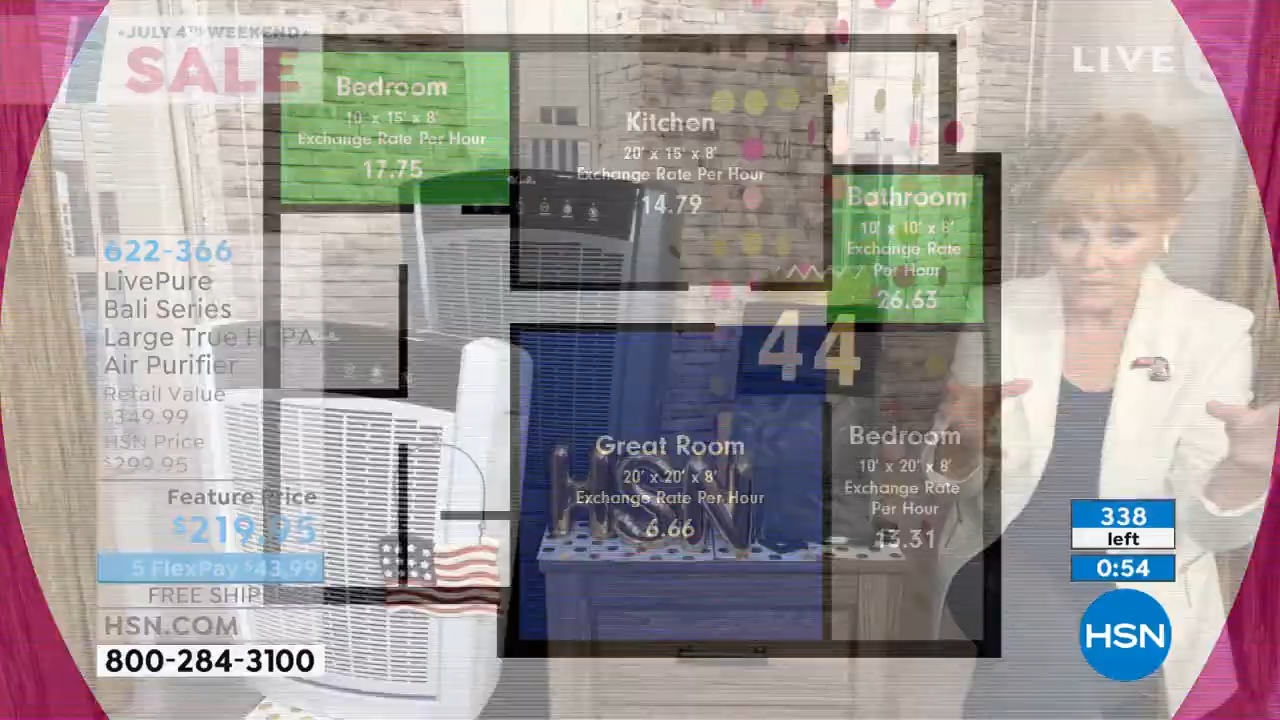 JULY 4TH WEEKEND
SALE
LIVE
622-366
LivePure
Bali Series
Large True HEPA
Air Purifier
Retail Value
$349.99
HSN Price
$299.95
Feature Price
$219.95
5 FlexPay $43.99
FREE SHIPPING
HSN.COM
800-284-3100
Bedroom
10' x 15' x 8'
Exchange Rate Per Hour
17.75
Kitchen
20' x 15' x 8'
Exchange Rate Per Hour
14.79
Bathroom
10' x 10' x 8'
Exchange Rate
Per Hour
26.63
44
Great Room
20' x 20' x 8'
Exchange Rate Per Hour
6.66
HSN
Bedroom
10' x 20' x 8'
Exchange Rate
Per Hour
13.31
338
left
0:54
HSN